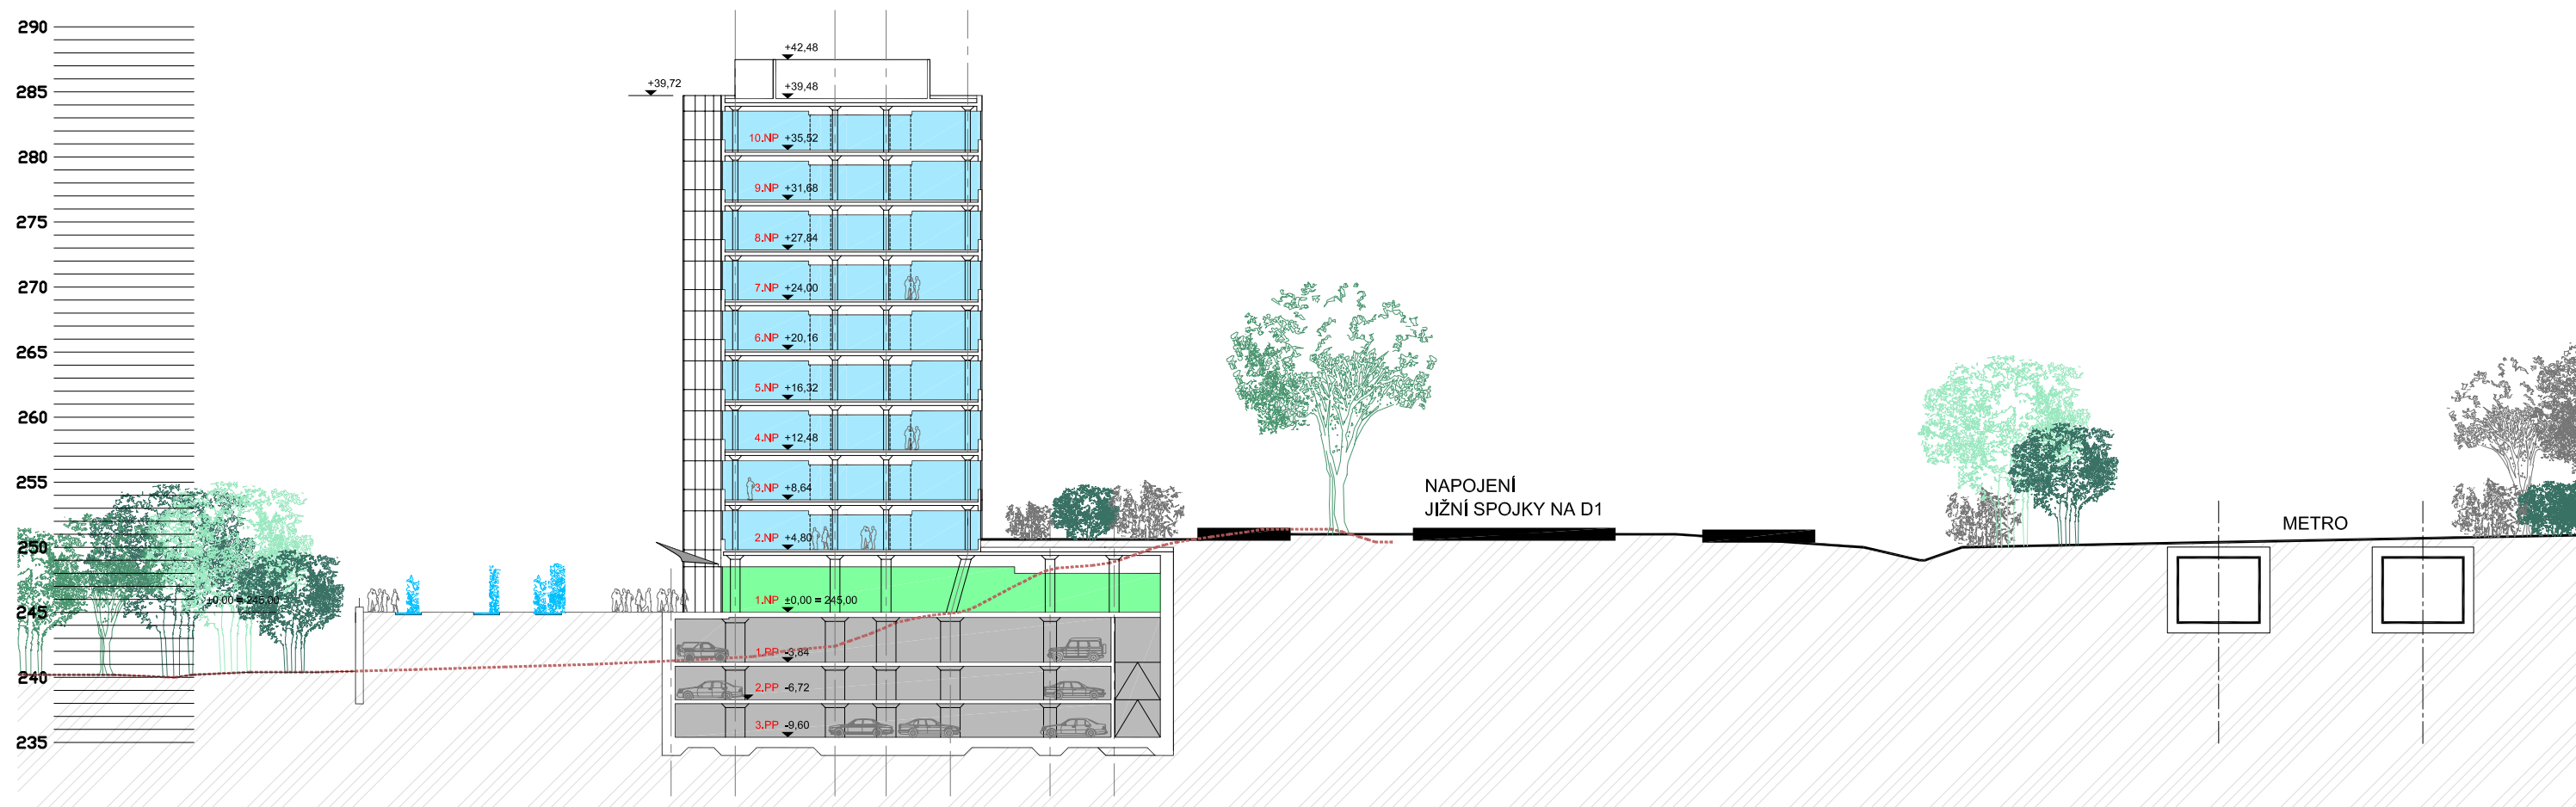 290
285
280
275
270
265
260
255
250
245
240
235
±0,00 = 245,00
+42,48
+39,72
+39,48
10.NP +35,52
9.NP +31,68
8.NP +27,84
7.NP +24,00
6.NP +20,16
5.NP +16,32
4.NP +12,48
3.NP +8,64
2.NP +4,80
1.NP ±0,00 = 245,00
1.PP -3,84
2.PP -6,72
3.PP -9,60
NAPOJENÍ
JIŽNÍ SPOJKY NA D1
METRO